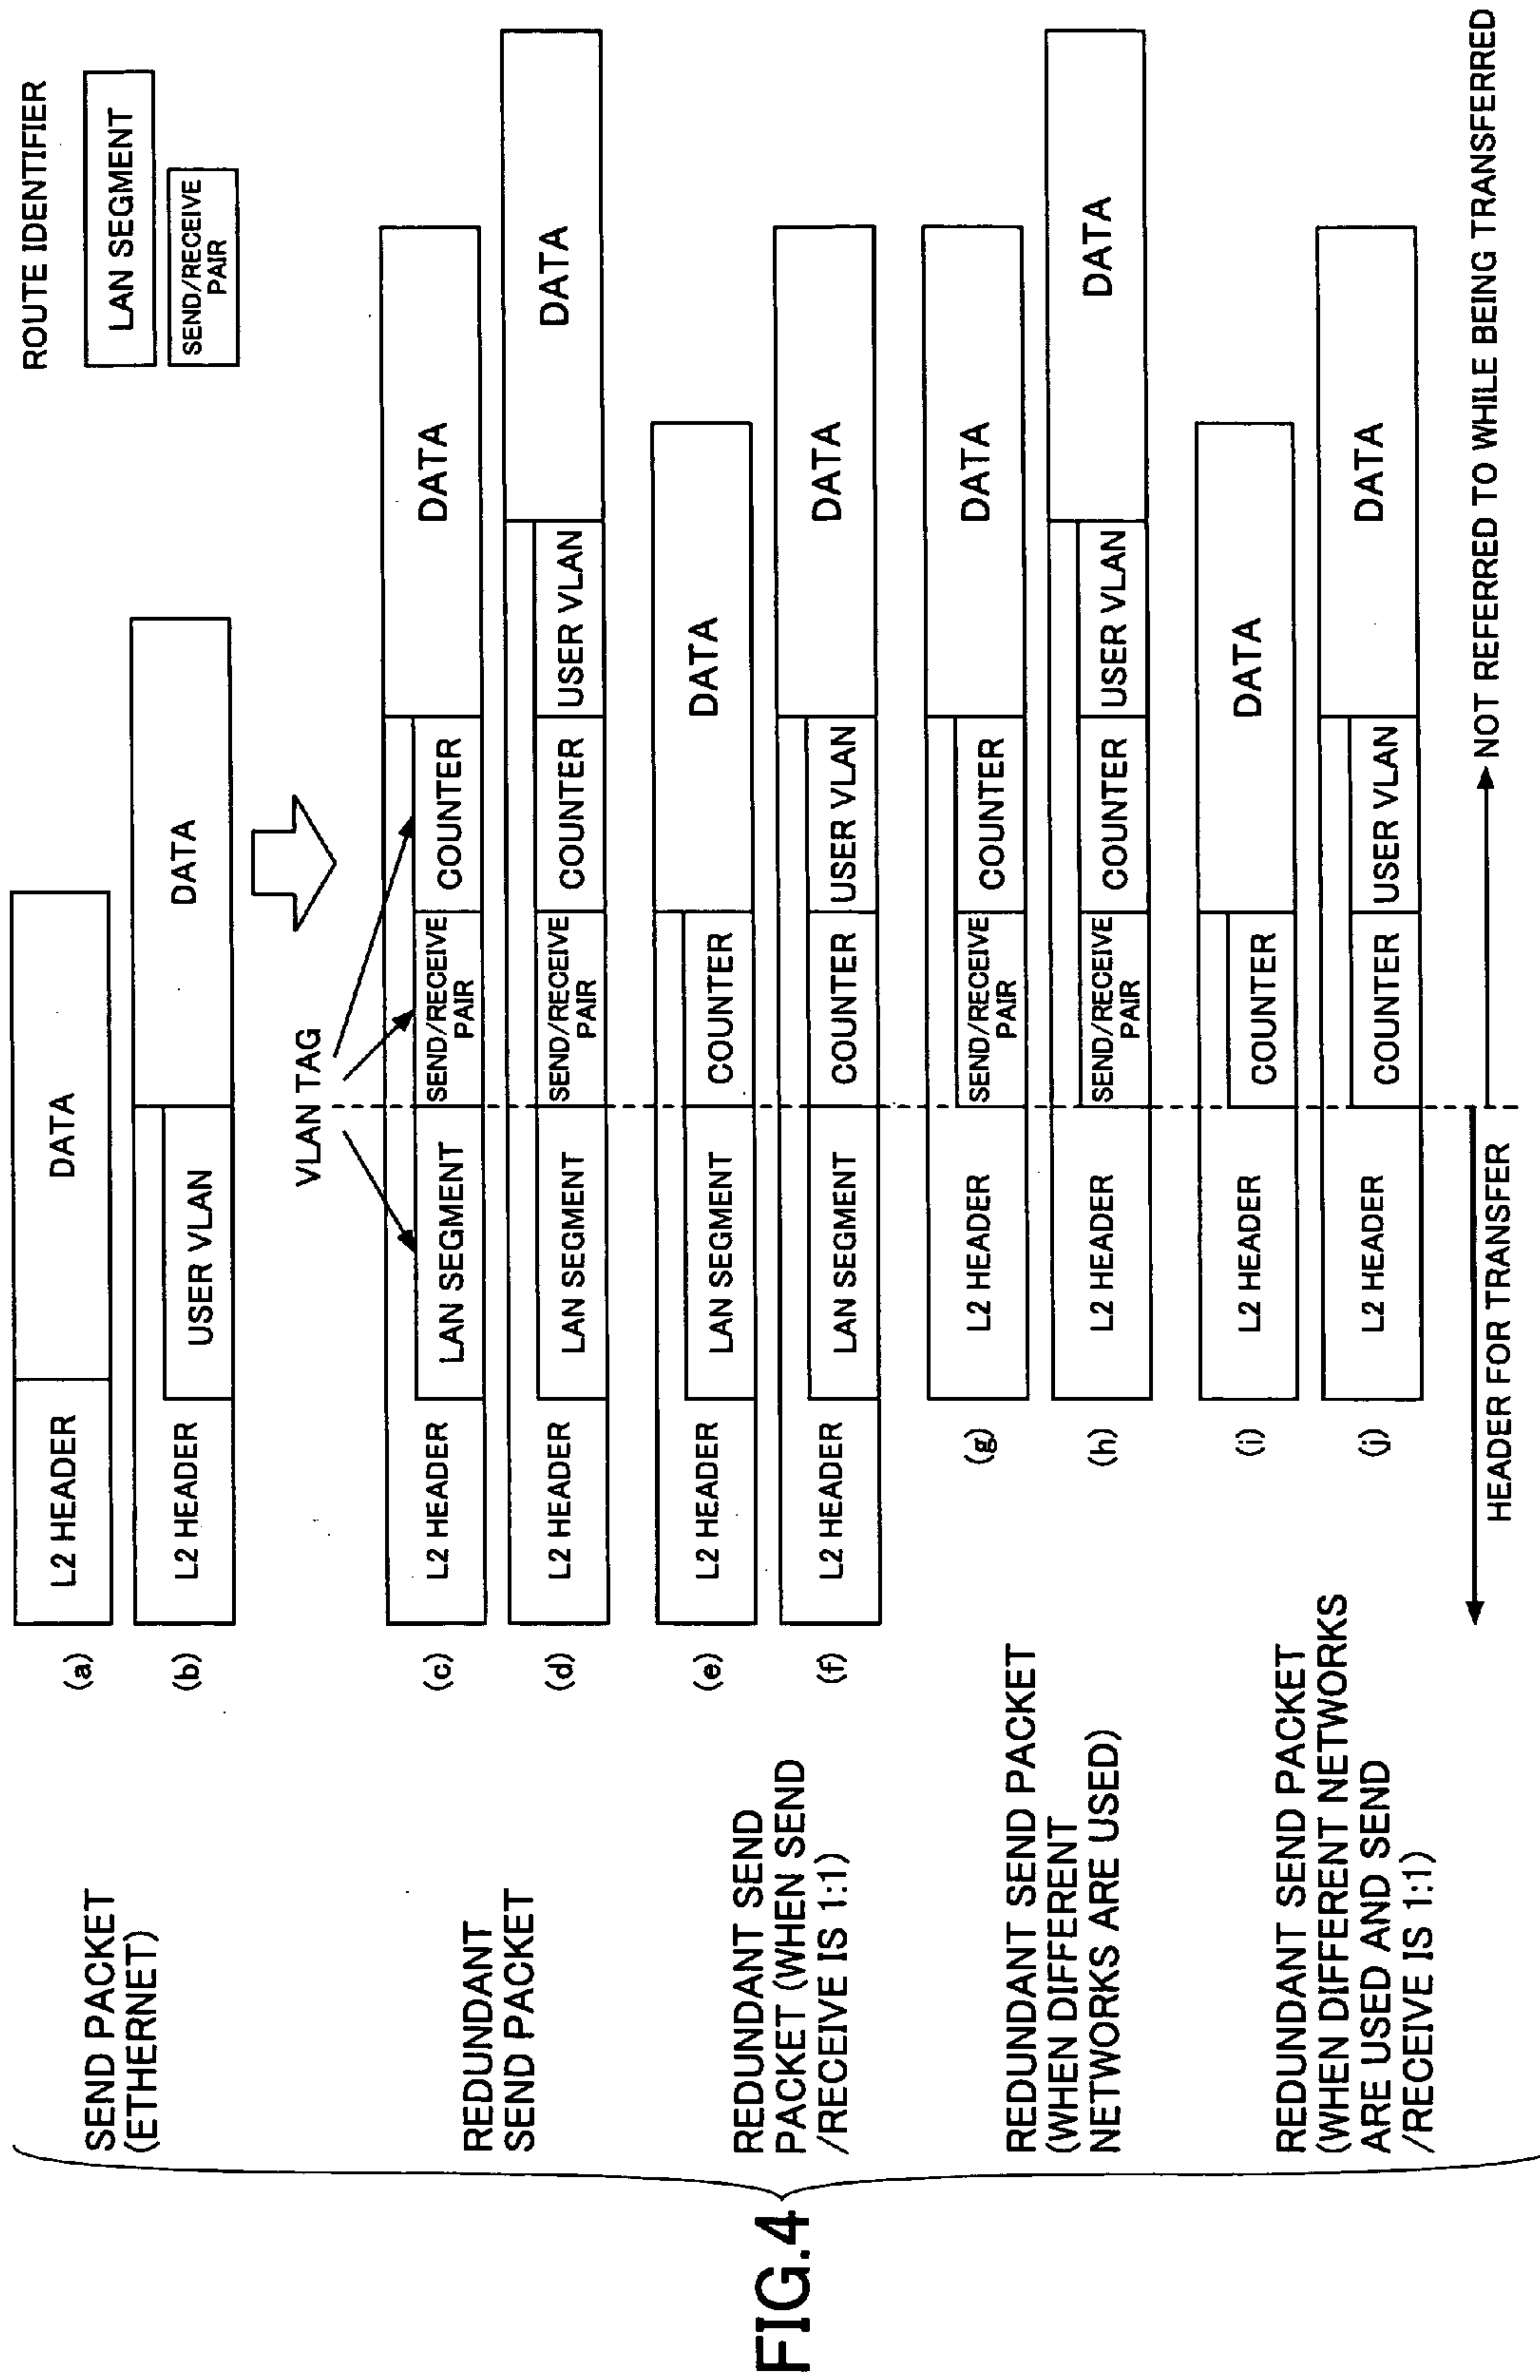 FIG.4
ROUTE IDENTIFIER
LAN SEGMENT
SEND/RECEIVE
PAIR
SEND PACKET
(ETHERNET)
(a)
L2 HEADER
DATA
(b)
L2 HEADER
USER VLAN
DATA
VLAN TAG
REDUNDANT
SEND PACKET
(c)
L2 HEADER
LAN SEGMENT
SEND/RECEIVE
PAIR
COUNTER
DATA
(d)
L2 HEADER
LAN SEGMENT
SEND/RECEIVE
PAIR
COUNTER
USER VLAN
DATA
REDUNDANT SEND
PACKET (WHEN SEND
/RECEIVE IS 1:1)
(e)
L2 HEADER
LAN SEGMENT
COUNTER
DATA
(f)
L2 HEADER
LAN SEGMENT
COUNTER
USER VLAN
DATA
REDUNDANT SEND PACKET
(WHEN DIFFERENT
NETWORKS ARE USED)
(g)
L2 HEADER
SEND/RECEIVE
PAIR
COUNTER
DATA
(h)
L2 HEADER
SEND/RECEIVE
PAIR
COUNTER
USER VLAN
DATA
REDUNDANT SEND PACKET
(WHEN DIFFERENT NETWORKS
ARE USED AND SEND
/RECEIVE IS 1:1)
(i)
L2 HEADER
COUNTER
DATA
(j)
L2 HEADER
COUNTER
USER VLAN
DATA
HEADER FOR TRANSFER
NOT REFERRED TO WHILE BEING TRANSFERRED